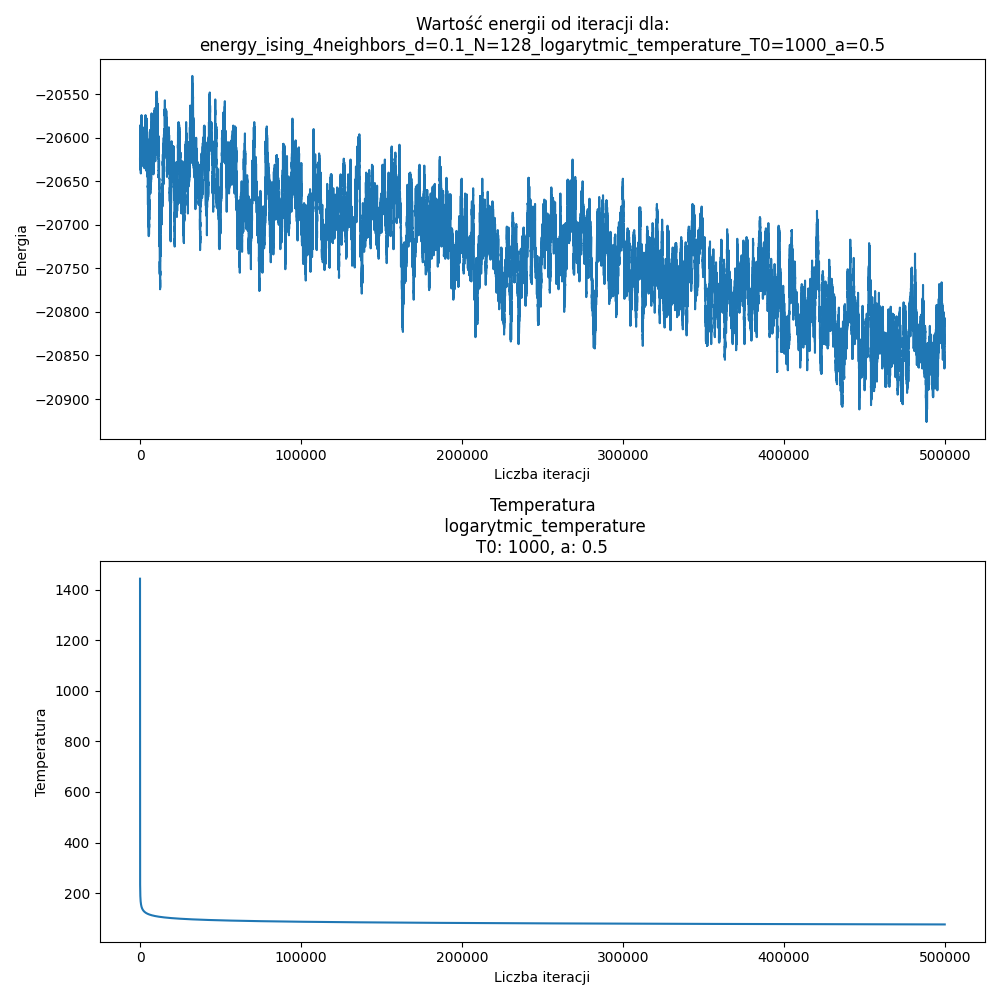 Wartość energii od iteracji dla:
energy_ising_4neighbors_d=0.1_N=128_logarytmic_temperature_T0=1000_a=0.5
Energia
−20550
−20600
−20650
−20700
−20750
−20800
−20850
−20900
0 100000 200000 300000 400000 500000
Liczba iteracji
Temperatura
logarytmic_temperature
T0: 1000, a: 0.5
Temperatura
1400
1200
1000
800
600
400
200
0 100000 200000 300000 400000 500000
Liczba iteracji